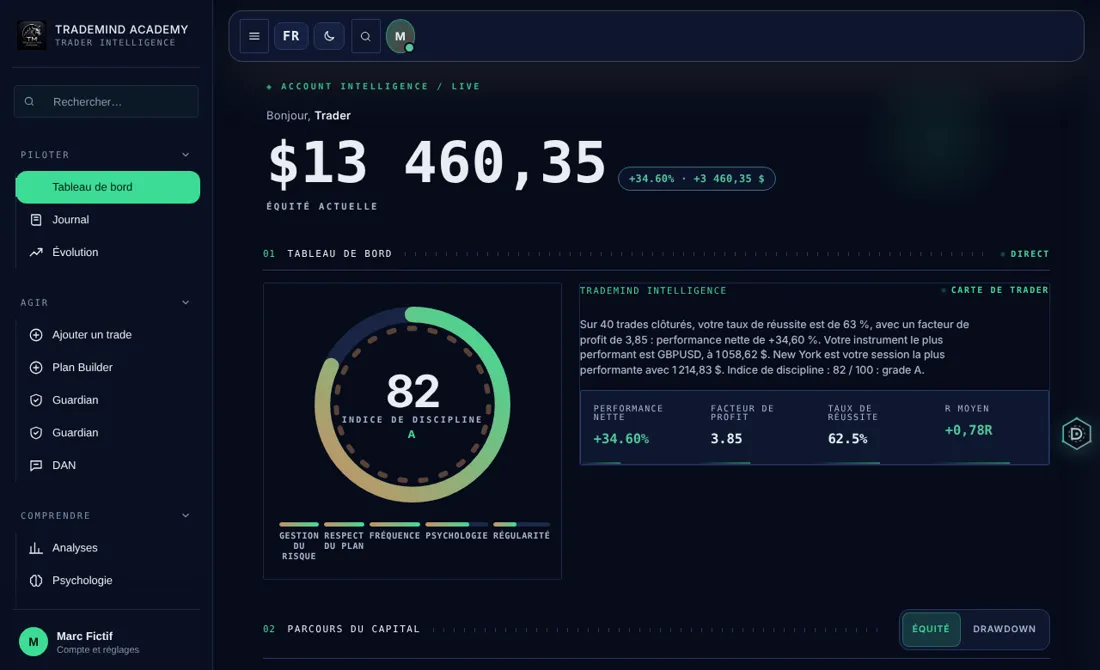 TRADEMIND ACADEMY
TRADER INTELLIGENCE
Rechercher…
PILOTER
Tableau de bord
Journal
Évolution
AGIR
Ajouter un trade
Plan Builder
Guardian
Guardian
DAN
COMPRENDRE
Analyses
Psychologie
M
Marc Fictif
Compte et réglages
FR
M
ACCOUNT INTELLIGENCE / LIVE
Bonjour, Trader
$13 460,35
+34.60% · +3 460,35 $
ÉQUITÉ ACTUELLE
01 TABLEAU DE BORD
DIRECT
82
INDICE DE DISCIPLINE
A
GESTION DU RISQUE
RESPECT DU PLAN
FRÉQUENCE
PSYCHOLOGIE
RÉGULARITÉ
TRADEMIND INTELLIGENCE
CARTE DE TRADER
Sur 40 trades clôturés, votre taux de réussite est de 63 %, avec un facteur de
profit de 3,85 : performance nette de +34,60 %. Votre instrument le plus
performant est GBPUSD, à 1 058,62 $. New York est votre session la plus
performante avec 1 214,83 $. Indice de discipline : 82 / 100 : grade A.
PERFORMANCE NETTE
+34.60%
FACTEUR DE PROFIT
3.85
TAUX DE RÉUSSITE
62.5%
R MOYEN
+0,78R
D
02 PARCOURS DU CAPITAL
ÉQUITÉ
DRAWDOWN